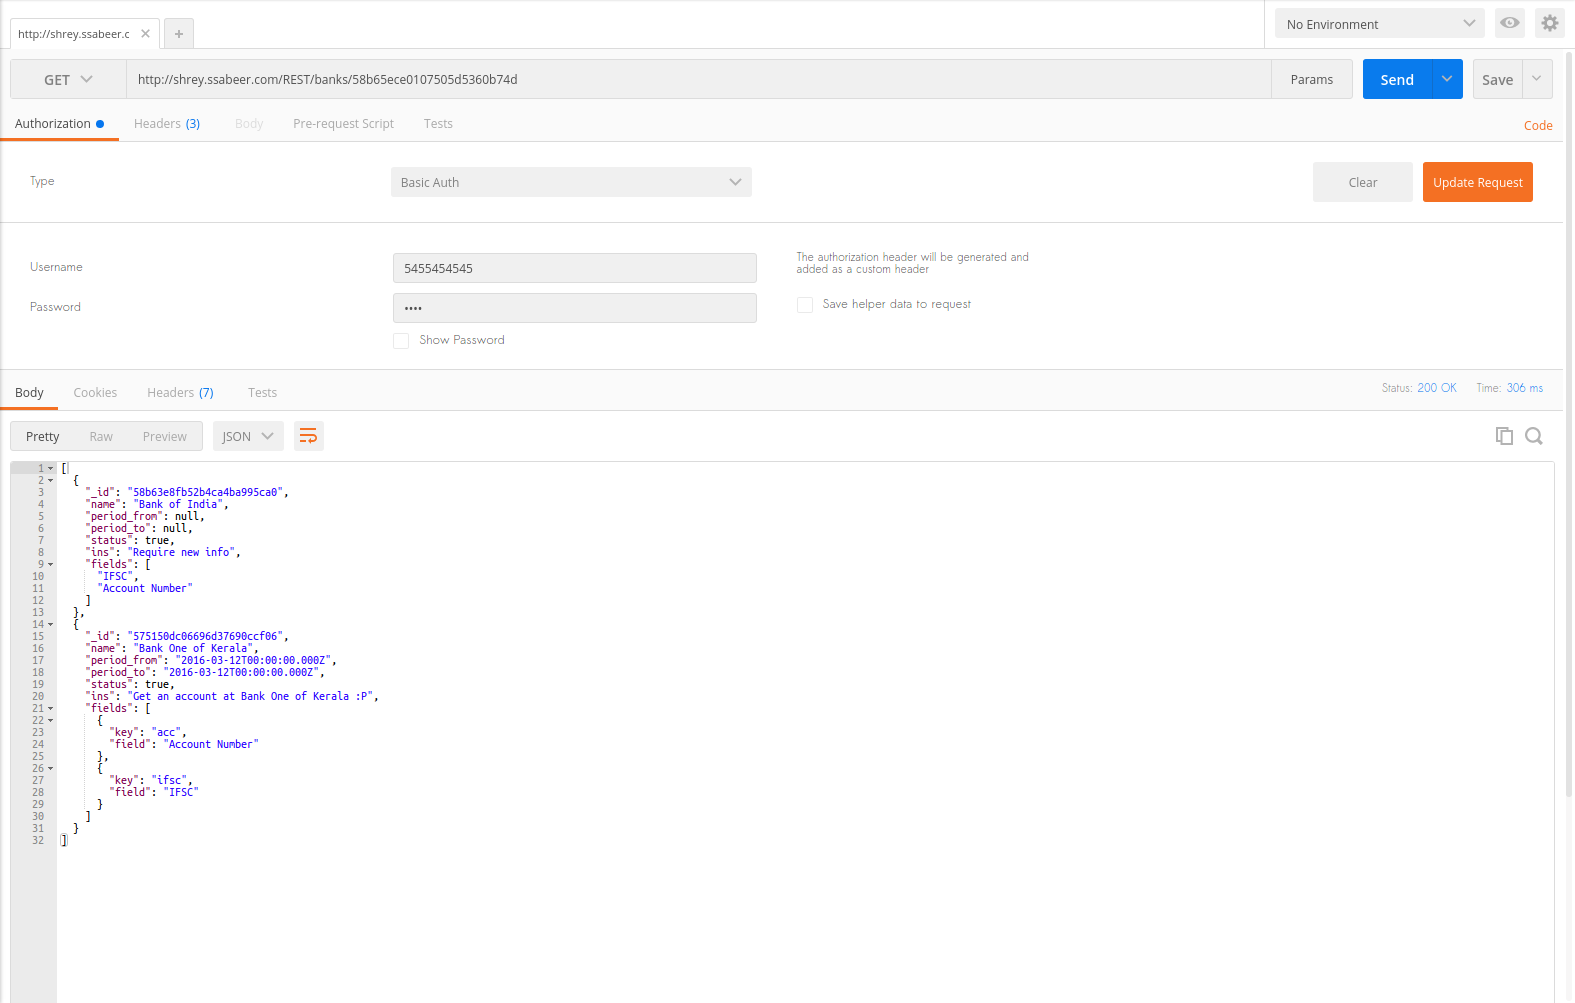 http://shrey.ssabeer.c
No Environment
GET
http://shrey.ssabeer.com/REST/banks/58b65ece0107505d5360b74d
Params
Send
Save
Authorization
Headers (3)
Body
Pre-request Script
Tests
Code
Type
Basic Auth
Clear
Update Request
Username
5455454545
The authorization header will be generated and
added as a custom header
Password
••••
Save helper data to request
Show Password
Body
Cookies
Headers (7)
Tests
Status: 200 OK
Time: 306 ms
Pretty
Raw
Preview
JSON
1 [
2 {
3 "_id": "58b63e8fb52b4ca4ba995ca0",
4 "name": "Bank of India",
5 "period_from": null,
6 "period_to": null,
7 "status": true,
8 "ins": "Require new info",
9 "fields": [
10 "IFSC",
11 "Account Number"
12 ]
13 },
14 {
15 "_id": "575150dc06696d37690ccf06",
16 "name": "Bank One of Kerala",
17 "period_from": "2016-03-12T00:00:00.000Z",
18 "period_to": "2016-03-12T00:00:00.000Z",
19 "status": true,
20 "ins": "Get an account at Bank One of Kerala :P",
21 "fields": [
22 {
23 "key": "acc",
24 "field": "Account Number"
25 },
26 {
27 "key": "ifsc",
28 "field": "IFSC"
29 }
30 ]
31 }
32 ]